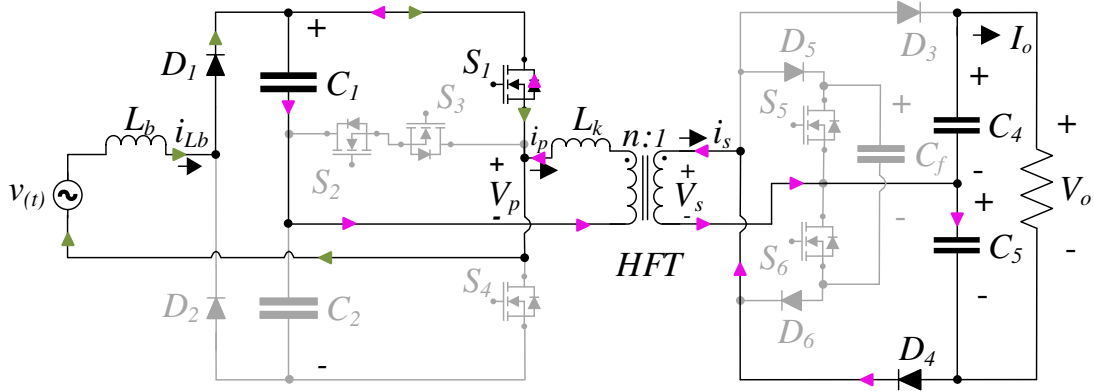 +
D1
C1
S1
S3
Lb
iLb
S2
ip
Lk
n:1
is
v(t)
+
Vp
-
+
Vs
-
HFT
D2
C2
-
S4
D3
Io
D5
S5
+
Cf
-
+
C4
-
+
Vo
-
+
C5
-
S6
D6
D4